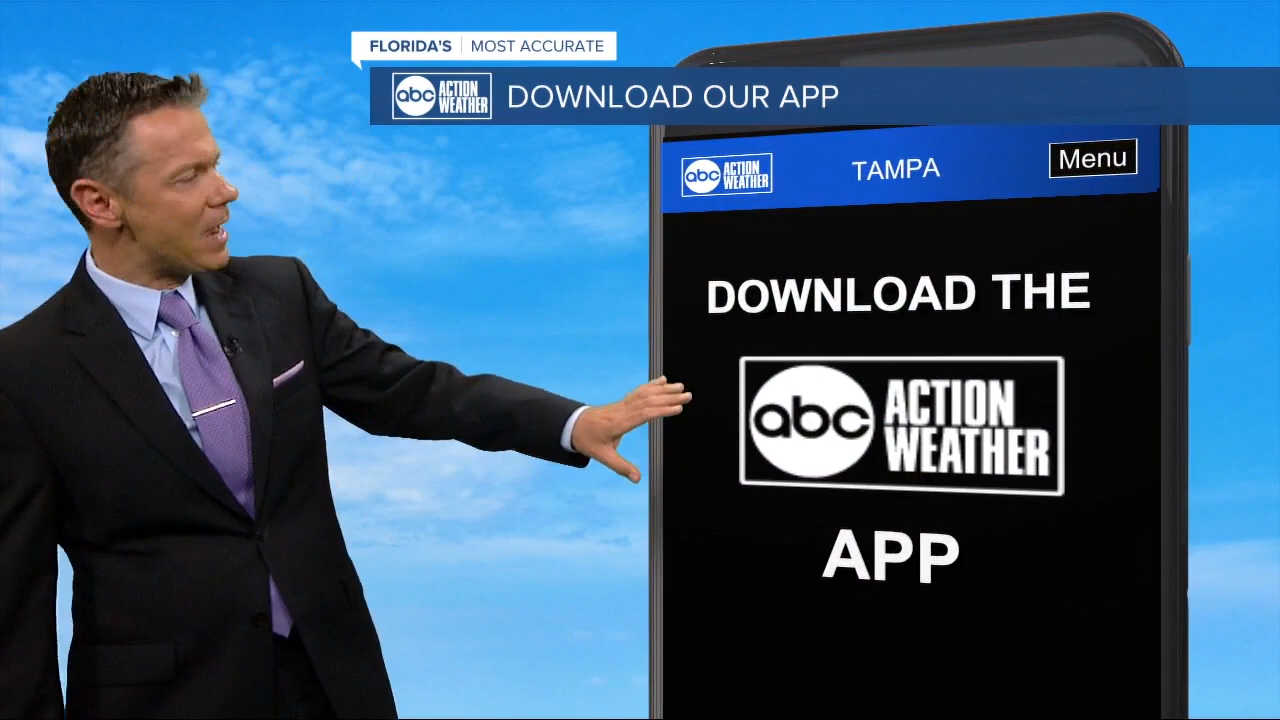 FLORIDA'S | MOST ACCURATE
abc ACTION WEATHER DOWNLOAD OUR APP
abc ACTION WEATHER TAMPA Menu
DOWNLOAD THE
abc ACTION
WEATHER
APP